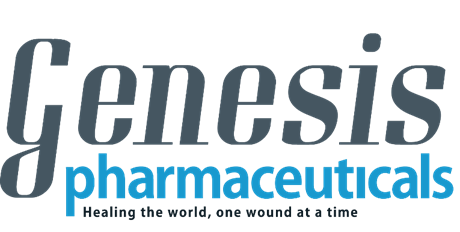 Genesis
pharmaceuticals
Healing the world, one wound at a time